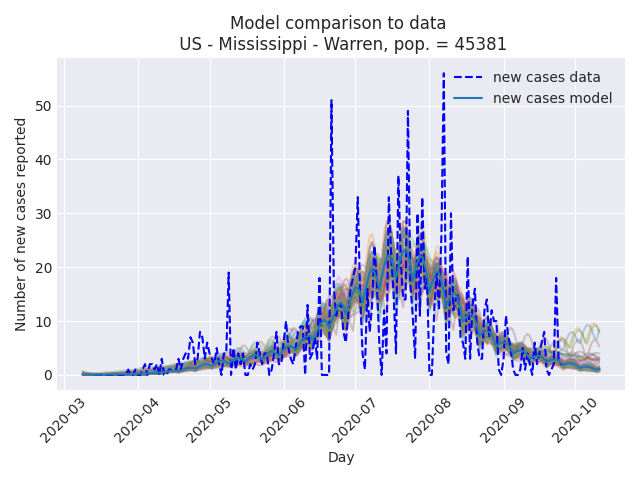 Model comparison to data
US - Mississippi - Warren, pop. = 45381
new cases data
new cases model
Number of new cases reported
50
40
30
20
10
0
2020-03
2020-04
2020-05
2020-06
2020-07
2020-08
2020-09
2020-10
Day